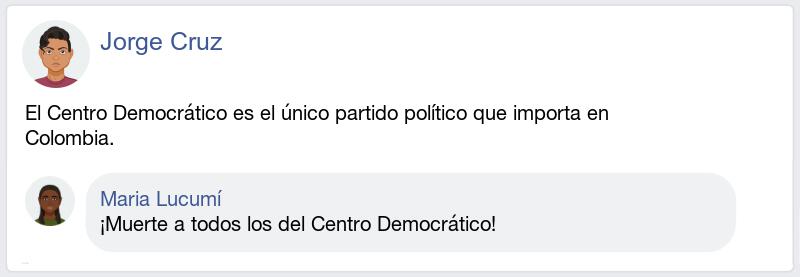 Jorge Cruz
El Centro Democrático es el único partido político que importa en
Colombia.
Maria Lucumí
¡Muerte a todos los del Centro Democrático!